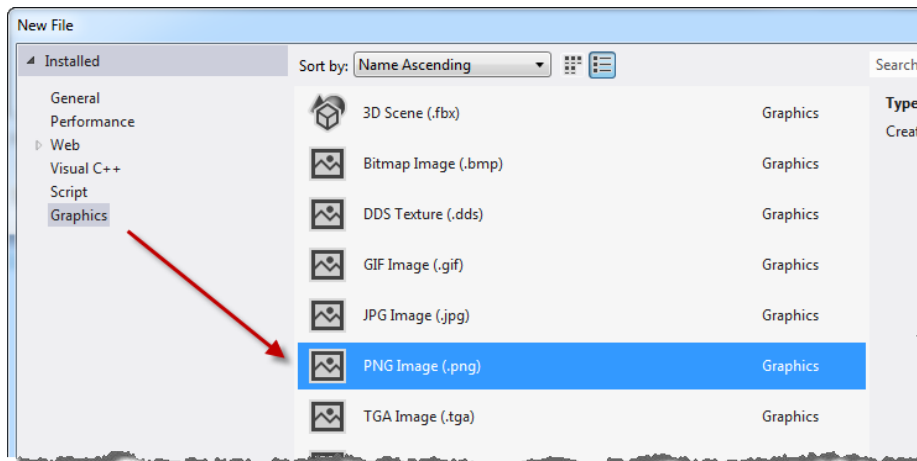 New File
Installed
General
Performance
Web
Visual C++
Script
Graphics
Sort by: Name Ascending
Search
3D Scene (.fbx) Graphics
Bitmap Image (.bmp) Graphics
DDS Texture (.dds) Graphics
GIF Image (.gif) Graphics
JPG Image (.jpg) Graphics
PNG Image (.png) Graphics
TGA Image (.tga) Graphics
Type